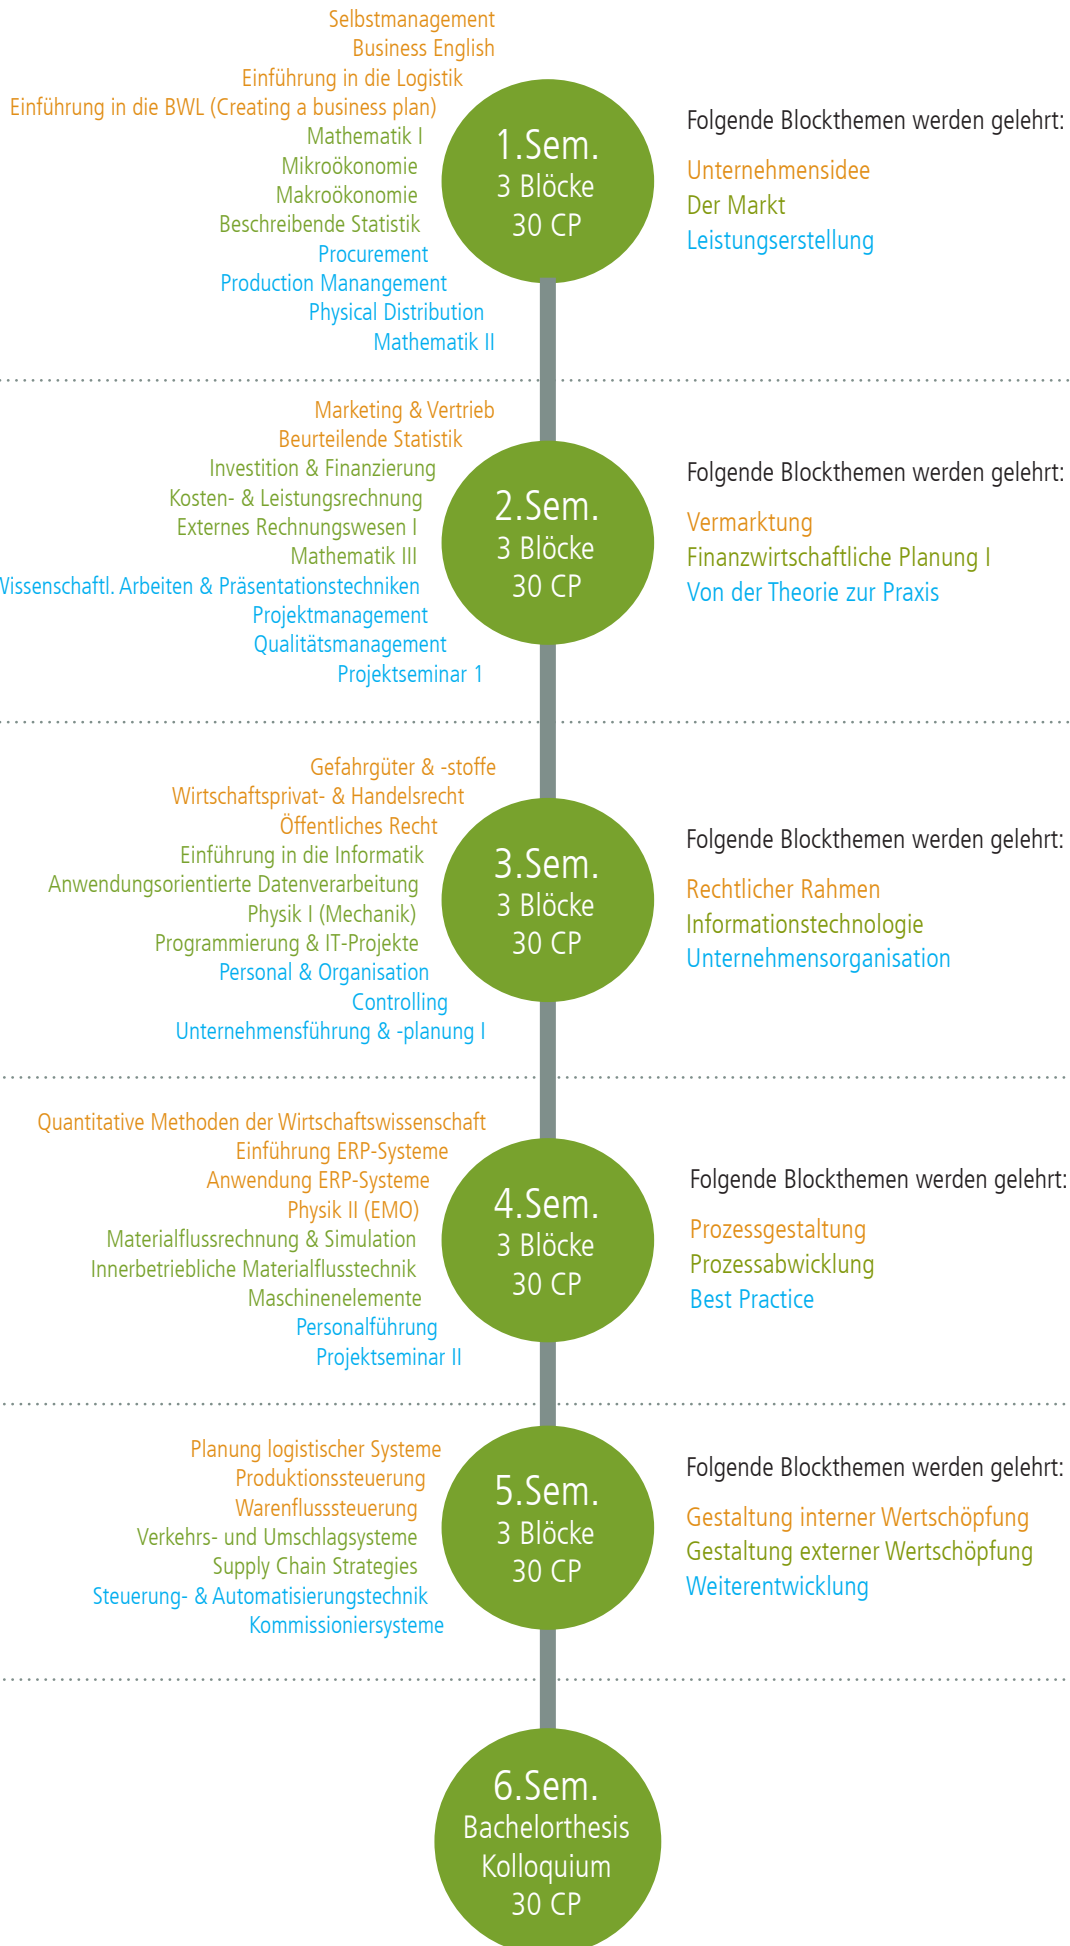 Selbstmanagement
Business English
Einführung in die Logistik
Einführung in die BWL (Creating a business plan)
Mathematik I
Mikroökonomie
Makroökonomie
Beschreibende Statistik
Procurement
Production Manangement
Physical Distribution
Mathematik II
1.Sem.
3 Blöcke
30 CP
Folgende Blockthemen werden gelehrt:
Unternehmensidee
Der Markt
Leistungserstellung
Marketing & Vertrieb
Beurteilende Statistik
Investition & Finanzierung
Kosten- & Leistungsrechnung
Externes Rechnungswesen I
Mathematik III
Wissenschaftl. Arbeiten & Präsentationstechniken
Projektmanagement
Qualitätsmanagement
Projektseminar 1
2.Sem.
3 Blöcke
30 CP
Folgende Blockthemen werden gelehrt:
Vermarktung
Finanzwirtschaftliche Planung I
Von der Theorie zur Praxis
Gefahrgüter & -stoffe
Wirtschaftsprivat- & Handelsrecht
Öffentliches Recht
Einführung in die Informatik
Anwendungsorientierte Datenverarbeitung
Physik I (Mechanik)
Programmierung & IT-Projekte
Personal & Organisation
Controlling
Unternehmensführung & -planung I
3.Sem.
3 Blöcke
30 CP
Folgende Blockthemen werden gelehrt:
Rechtlicher Rahmen
Informationstechnologie
Unternehmensorganisation
Quantitative Methoden der Wirtschaftswissenschaft
Einführung ERP-Systeme
Anwendung ERP-Systeme
Physik II (EMO)
Materialflussrechnung & Simulation
Innerbetriebliche Materialflusstechnik
Maschinenelemente
Personalführung
Projektseminar II
4.Sem.
3 Blöcke
30 CP
Folgende Blockthemen werden gelehrt:
Prozessgestaltung
Prozessabwicklung
Best Practice
Planung logistischer Systeme
Produktionssteuerung
Warenflusssteuerung
Verkehrs- und Umschlagsysteme
Supply Chain Strategies
Steuerung- & Automatisierungstechnik
Kommissioniersysteme
5.Sem.
3 Blöcke
30 CP
Folgende Blockthemen werden gelehrt:
Gestaltung interner Wertschöpfung
Gestaltung externer Wertschöpfung
Weiterentwicklung
6.Sem.
Bachelorthesis
Kolloquium
30 CP